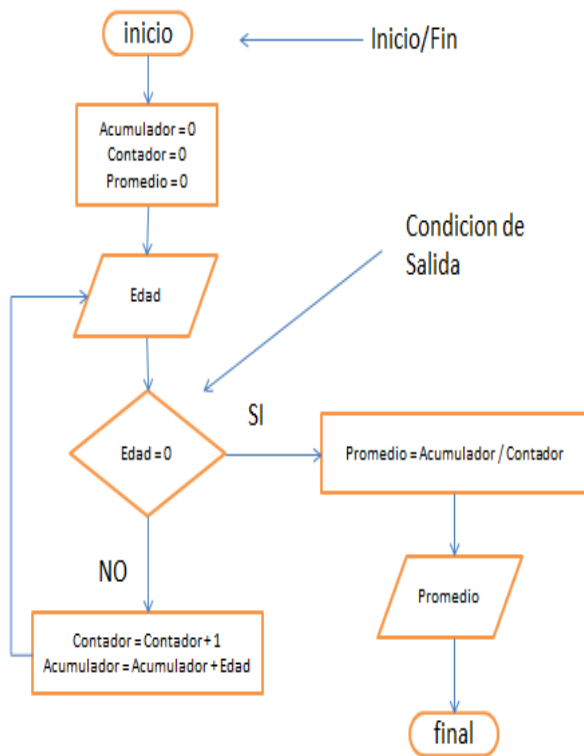 inicio
Inicio/Fin
Acumulador = 0
Contador = 0
Promedio = 0
Condicion de
Salida
Edad
Edad = 0
SI
Promedio = Acumulador / Contador
NO
Promedio
Contador = Contador + 1
Acumulador = Acumulador + Edad
final